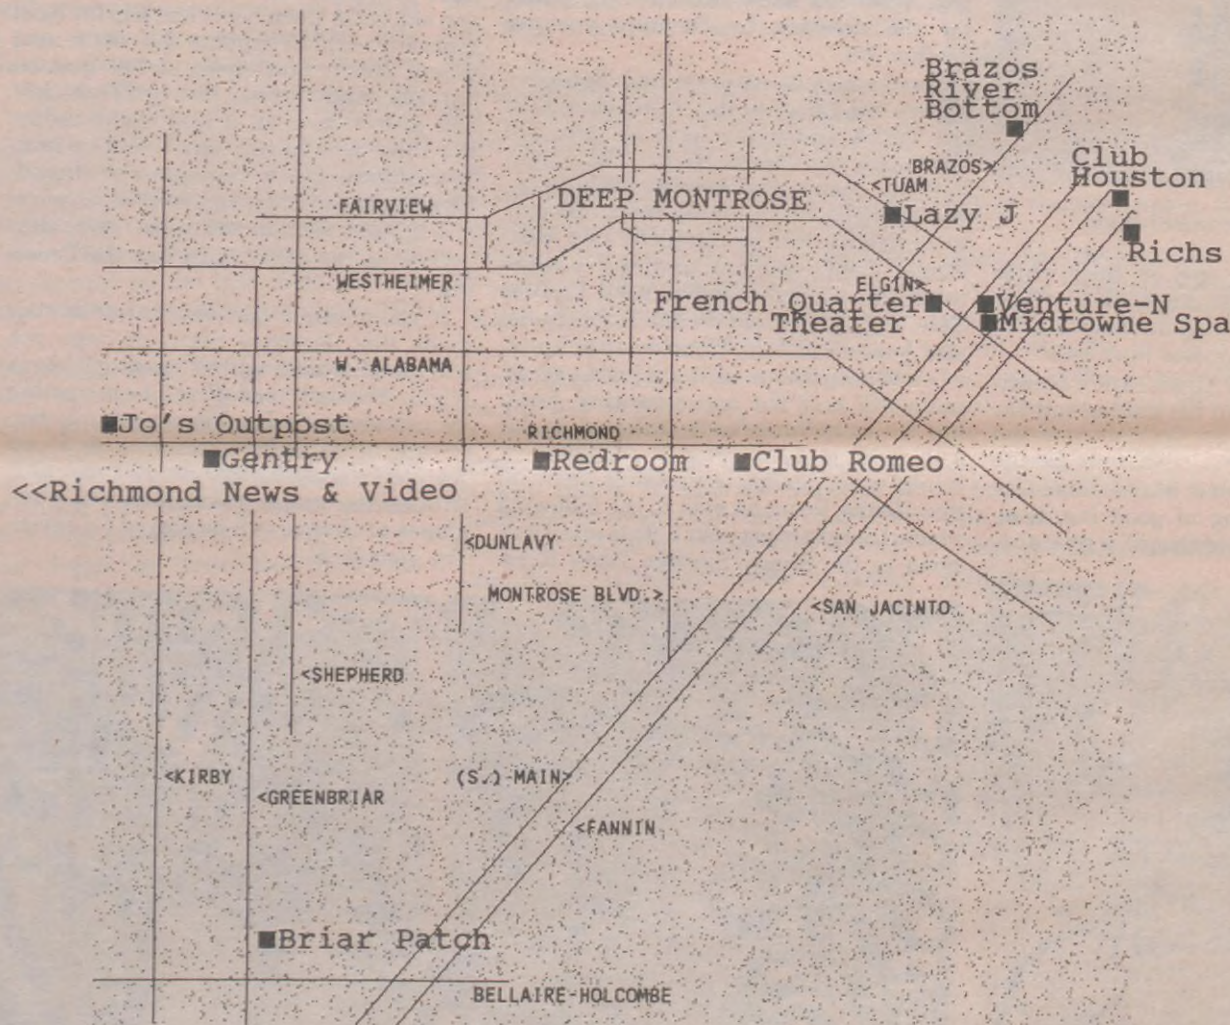 Brazos
River
Bottom
Club
Houston
BRAZOS>
<TUAM
DEEP MONTROSE
FAIRVIEW
■Lazy J
Richs
WESTHEIMER
ELGIN>
French Quarter■
Theater
■Venture-N
■Midtowne Spa
W. ALABAMA
■Jo's Outpost
RICHMOND
■Gentry
■Redroom
■Club Romeo
<<Richmond News & Video
<DUNLAVY
MONTROSE BLVD.>
<SAN JACINTO
<SHEPHERD
<KIRBY
(S.) MAIN>
<GREENBRIAR
<FANNIN
■Briar Patch
BELLAIRE-HOLCOMBE